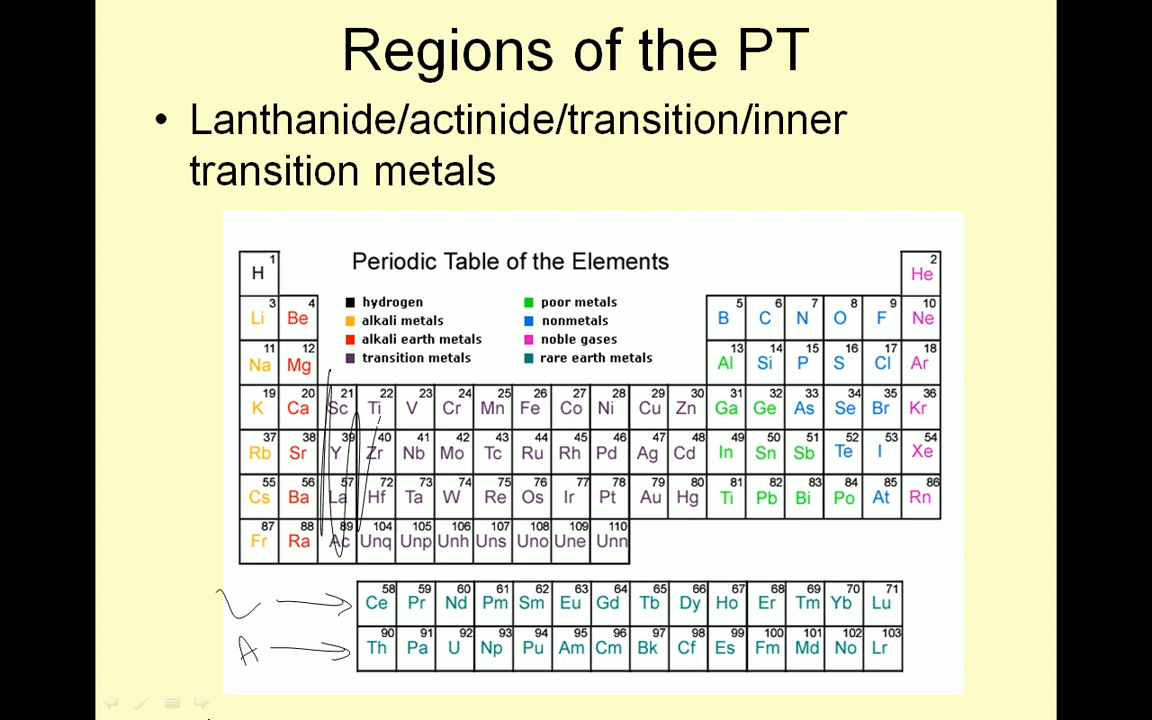 Regions of the PT
• Lanthanide/actinide/transition/inner
transition metals
Periodic Table of the Elements
hydrogen
alkali metals
alkali earth metals
transition metals
poor metals
nonmetals
noble gases
rare earth metals
1 H 2 He
3 Li 4 Be 5 B 6 C 7 N 8 O 9 F 10 Ne
11 Na 12 Mg 13 Al 14 Si 15 P 16 S 17 Cl 18 Ar
19 K 20 Ca 21 Sc 22 Ti 23 V 24 Cr 25 Mn 26 Fe 27 Co 28 Ni 29 Cu 30 Zn 31 Ga 32 Ge 33 As 34 Se 35 Br 36 Kr
37 Rb 38 Sr 39 Y 40 Zr 41 Nb 42 Mo 43 Tc 44 Ru 45 Rh 46 Pd 47 Ag 48 Cd 49 In 50 Sn 51 Sb 52 Te 53 I 54 Xe
55 Cs 56 Ba 57 La 72 Hf 73 Ta 74 W 75 Re 76 Os 77 Ir 78 Pt 79 Au 80 Hg 81 Ti 82 Pb 83 Bi 84 Po 85 At 86 Rn
87 Fr 88 Ra 89 Ac 104 Unq 105 Unp 106 Unh 107 Uns 108 Uno 109 Une 110 Unn
L 58 Ce 59 Pr 60 Nd 61 Pm 62 Sm 63 Eu 64 Gd 65 Tb 66 Dy 67 Ho 68 Er 69 Tm 70 Yb 71 Lu
A 90 Th 91 Pa 92 U 93 Np 94 Pu 95 Am 96 Cm 97 Bk 98 Cf 99 Es 100 Fm 101 Md 102 No 103 Lr